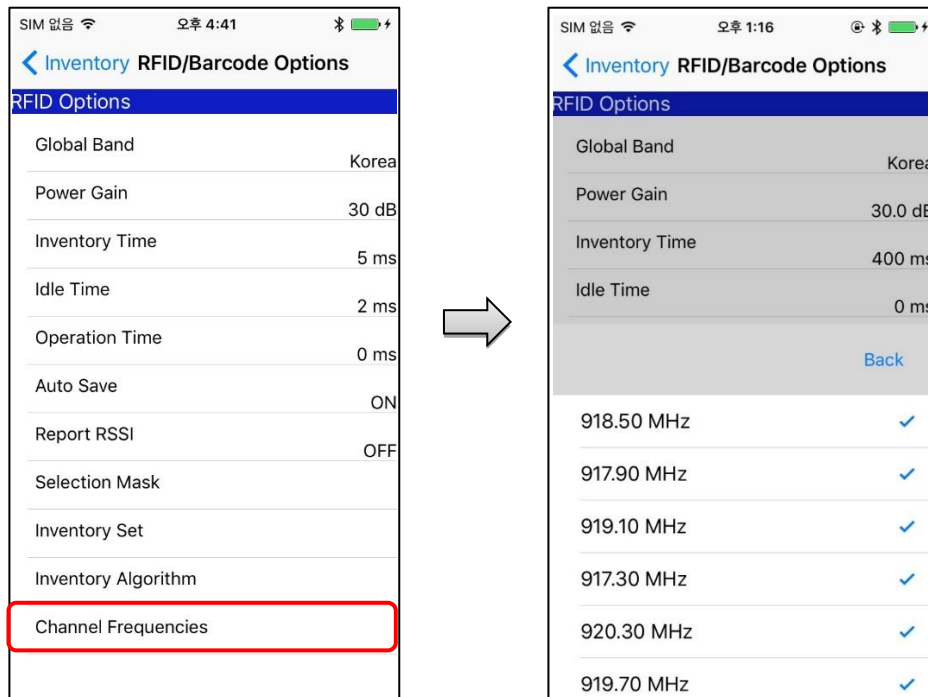 SIM 없음 오후 4:41
Inventory RFID/Barcode Options
RFID Options
Global Band
Korea
Power Gain
30 dB
Inventory Time
5 ms
Idle Time
2 ms
Operation Time
0 ms
Auto Save
ON
Report RSSI
OFF
Selection Mask
Inventory Set
Inventory Algorithm
Channel Frequencies
SIM 없음 오후 1:16
Inventory RFID/Barcode Options
RFID Options
Global Band
Korea
Power Gain
30.0 dB
Inventory Time
400 ms
Idle Time
0 ms
Back
918.50 MHz
917.90 MHz
919.10 MHz
917.30 MHz
920.30 MHz
919.70 MHz